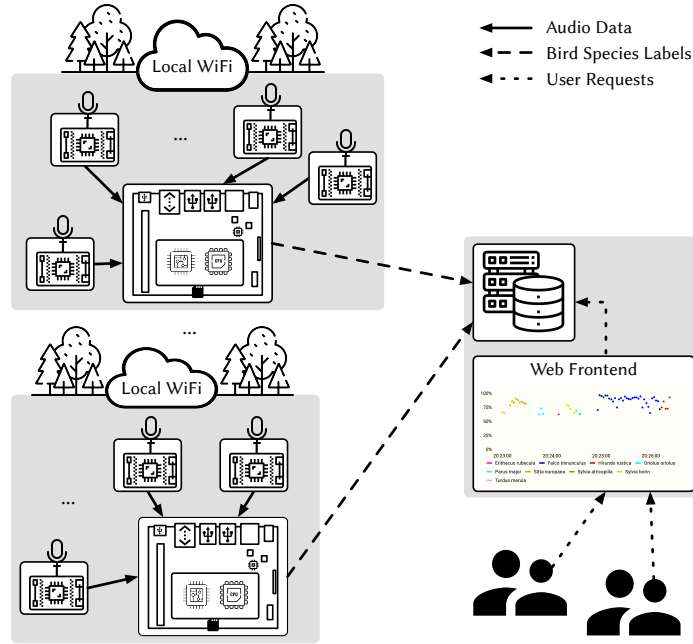 Local WiFi
...
Audio Data
Bird Species Labels
User Requests
CPU
...
Local WiFi
...
CPU
Web Frontend
100%
75%
50%
25%
0%
20:23:00 20:24:00 20:25:00 20:26:00
Erithacus rubecula Falco tinnunculus Hirundo rustica Oriolus oriolus
Parus major Sitta europaea Sylvia atricapilla Sylvia borin
Turdus merula